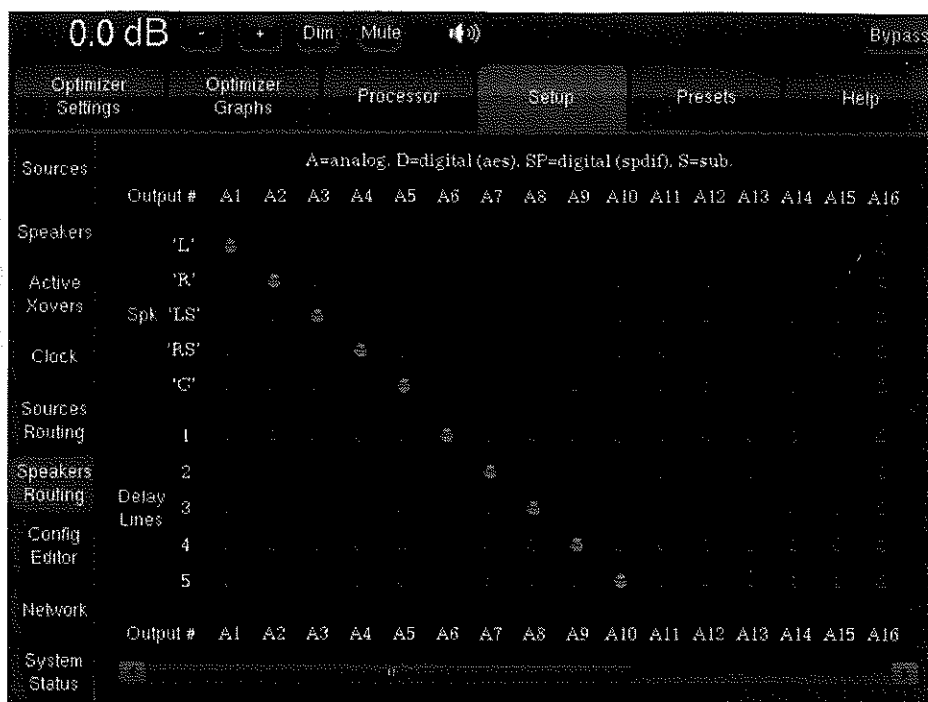 0.0 dB - + Dim Mute Bypass
Optimizer Settings
Optimizer Graphs
Processor
Setup
Presets
Help
Sources
Speakers
Active Xovers
Clock
Sources Routing
Speakers Routing
Config Editor
Network
System Status
A=analog, D=digital (aes), SP=digital (spdif), S=sub.
Output # A1 A2 A3 A4 A5 A6 A7 A8 A9 A10 A11 A12 A13 A14 A15 A16
'L'
'R'
Spk 'LS'
'RS'
'C'
1
2
Delay Lines 3
4
5
Output # A1 A2 A3 A4 A5 A6 A7 A8 A9 A10 A11 A12 A13 A14 A15 A16